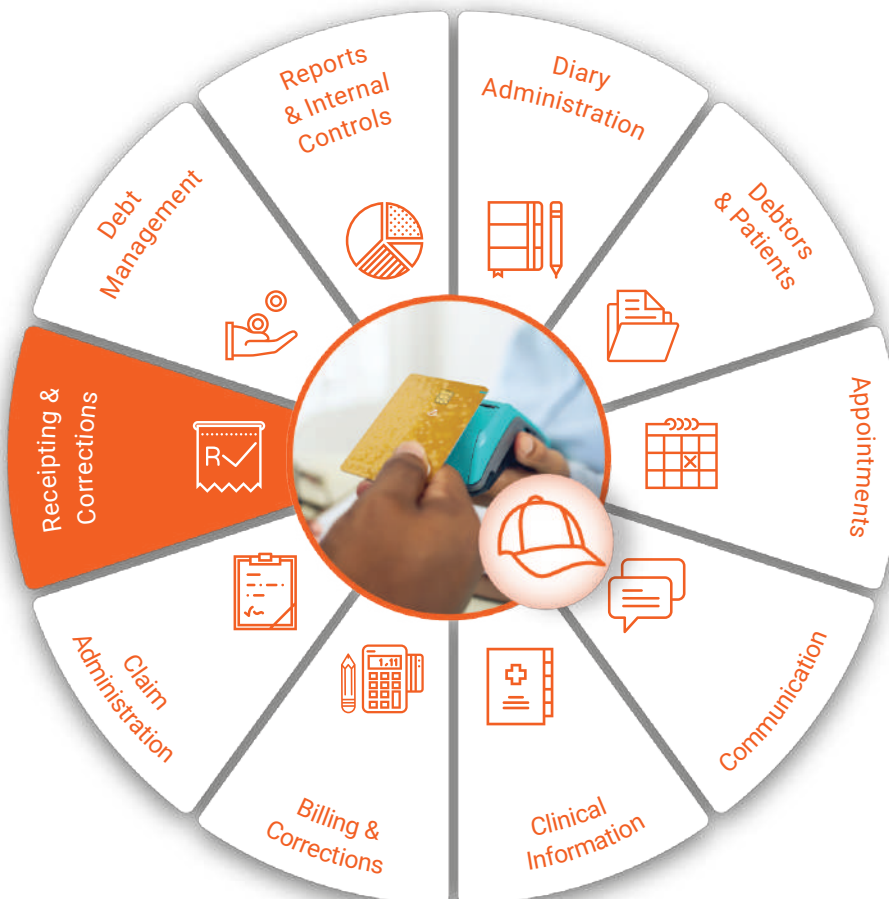 Reports
& Internal
Controls
Diary
Administration
Debtors
& Patients
Appointments
Communication
Clinical
Information
Billing &
Corrections
1.11
Claim
Administration
Receipting &
Corrections
R
Debt
Management